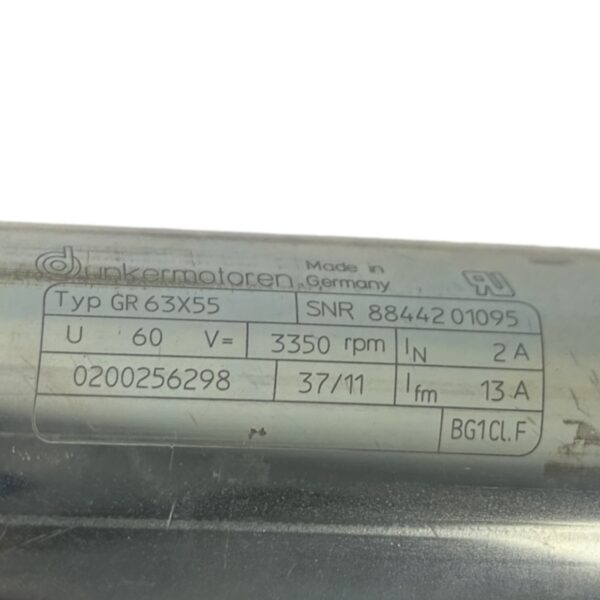 dunkermotoren Made in Germany
Typ GR 63X55 SNR 88442 01095
U 60 V= 3350 rpm IN 2 A
0200256298 37/11 Ifm 13 A
BG1Cl.F